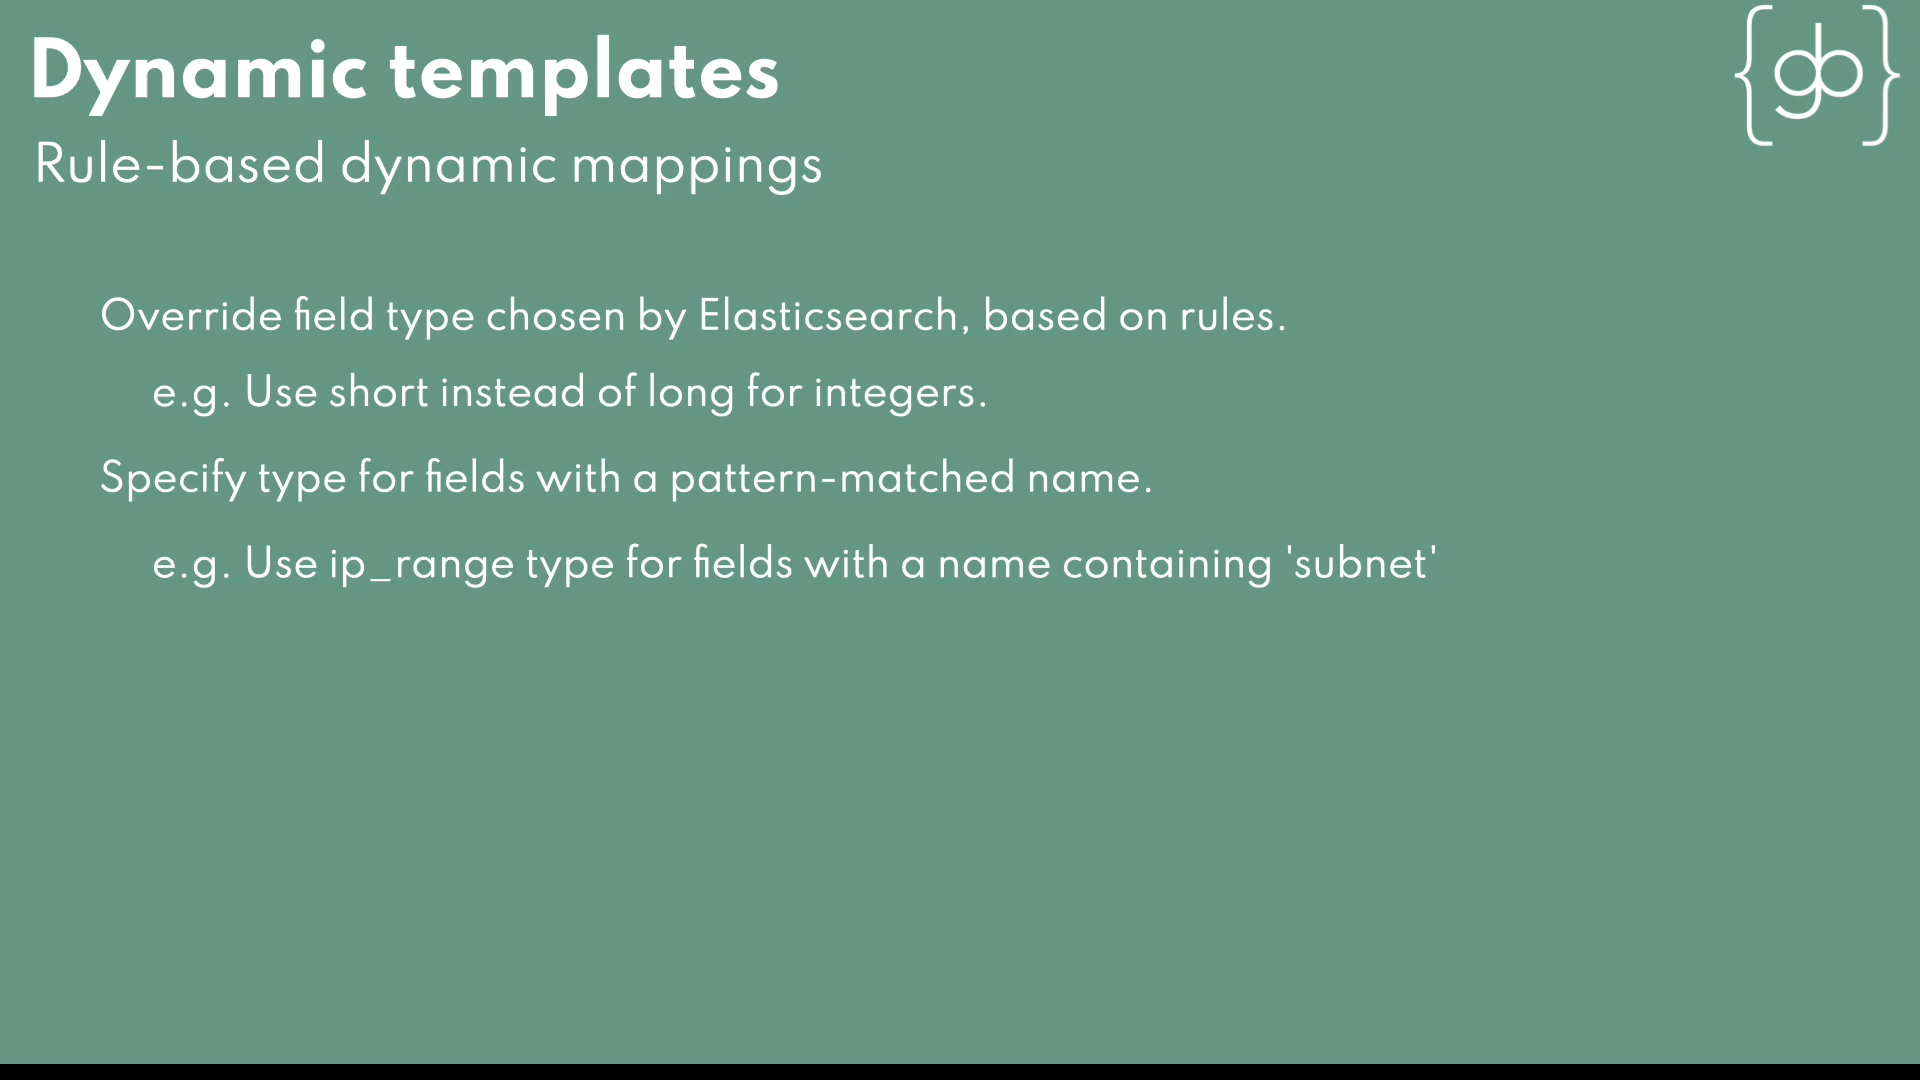 Dynamic templates
{gb}
Rule-based dynamic mappings
Override field type chosen by Elasticsearch, based on rules.
e.g. Use short instead of long for integers.
Specify type for fields with a pattern-matched name.
e.g. Use ip_range type for fields with a name containing 'subnet'